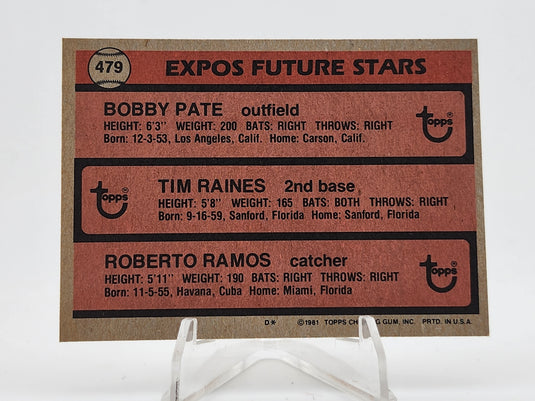 479
EXPOS FUTURE STARS
BOBBY PATE outfield
HEIGHT: 6'3" WEIGHT: 200 BATS: RIGHT THROWS: RIGHT
Born: 12-3-53, Los Angeles, Calif. Home: Carson, Calif.
Topps®
TIM RAINES 2nd base
HEIGHT: 5'8" WEIGHT: 165 BATS: BOTH THROWS: RIGHT
Born: 9-16-59, Sanford, Florida Home: Sanford, Florida
Topps®
ROBERTO RAMOS catcher
HEIGHT: 5'11" WEIGHT: 190 BATS: RIGHT THROWS: RIGHT
Born: 11-5-55, Havana, Cuba Home: Miami, Florida
Topps®
D* ©1981 TOPPS GUM, INC. PRTD. IN U.S.A.